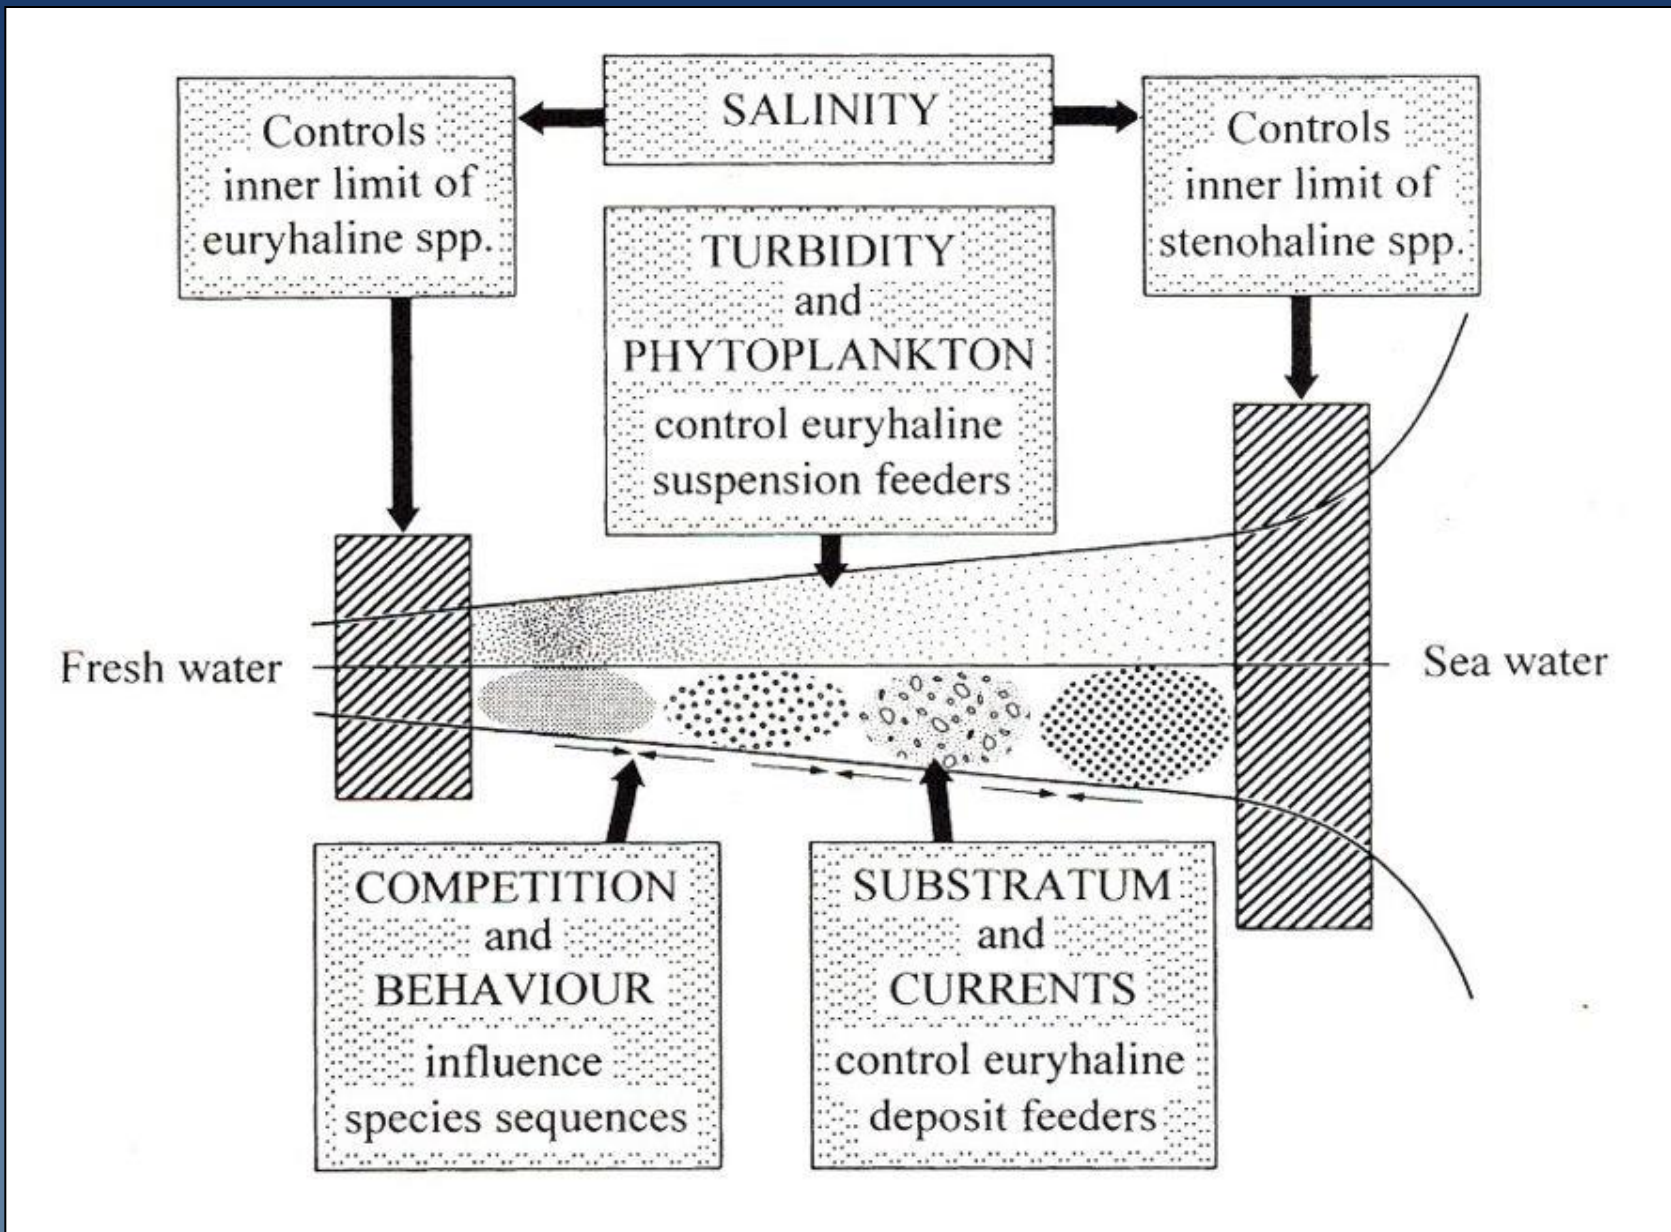 SALINITY
Controls
inner limit of
euryhaline spp.
Controls
inner limit of
stenohaline spp.
TURBIDITY
and
PHYTOPLANKTON
control euryhaline
suspension feeders
Fresh water
Sea water
COMPETITION
and
BEHAVIOUR
influence
species sequences
SUBSTRATUM
and
CURRENTS
control euryhaline
deposit feeders